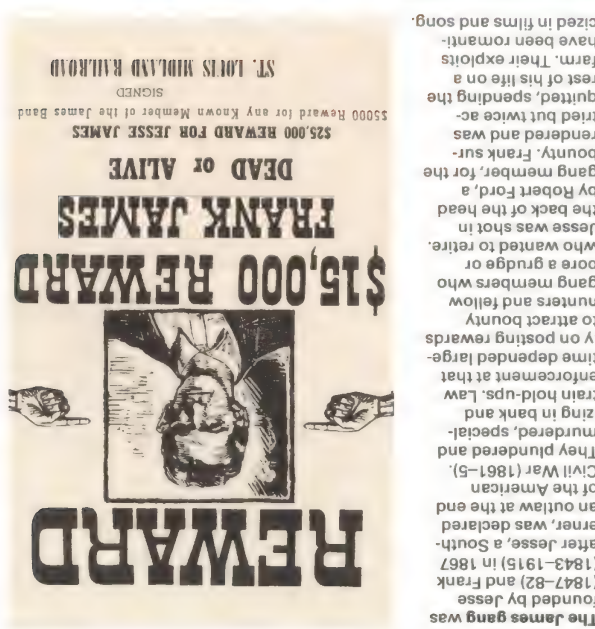 The James gang was
founded by Jesse
(1847–82) and Frank
(1843–1915) in 1867
after Jesse, a South-
erner, was declared
an outlaw at the end
of the American
Civil War (1861–5).
They plundered and
murdered, special-
izing in bank and
train hold-ups. Law
enforcement at that
time depended large-
ly on posting rewards
to attract bounty
hunters and fellow
gang members who
bore a grudge or
who wanted to retire.
Jesse was shot in
the back of the head
by Robert Ford, a
gang member, for the
bounty. Frank sur-
rendered and was
tried but twice ac-
quitted, spending the
rest of his life on a
farm. Their exploits
have been romanti-
cized in films and song.
REWARD
$15,000 REWARD
FRANK JAMES
DEAD or ALIVE
$25,000 REWARD FOR JESSE JAMES
$5000 Reward for any Known Member of the James Band
SIGNED
ST. LOUIS MIDLAND RAILROAD